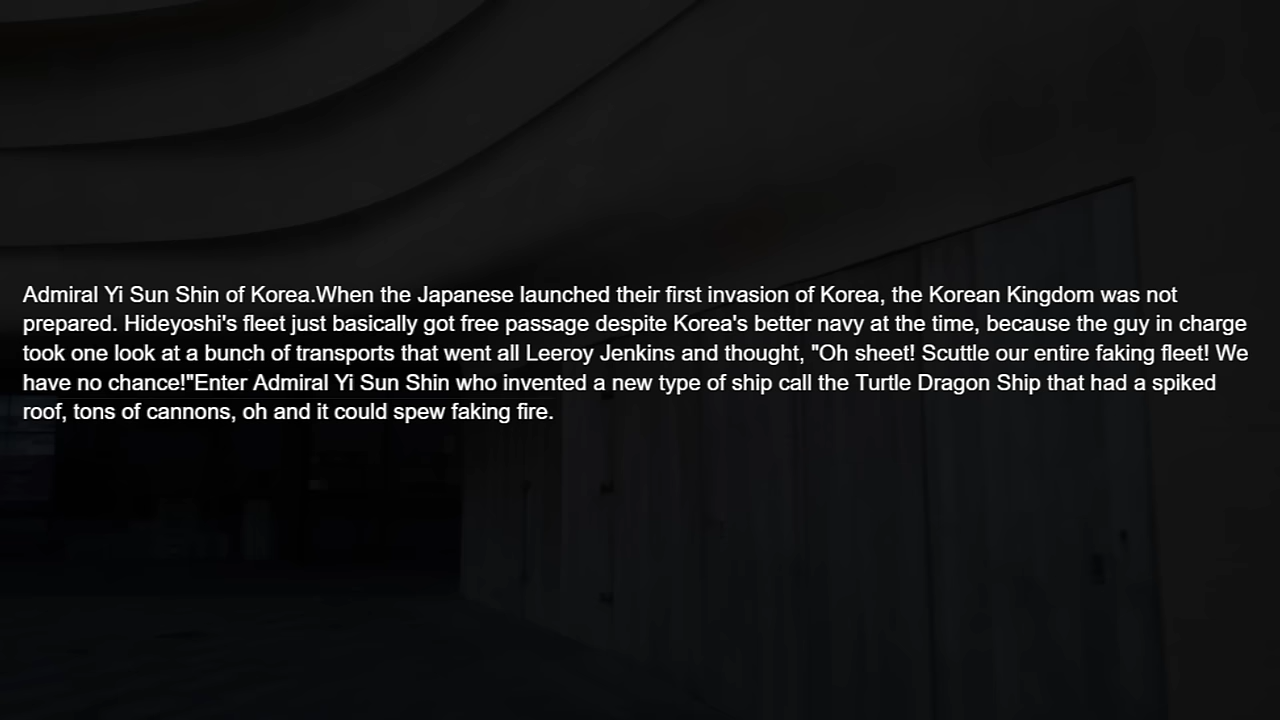 Admiral Yi Sun Shin of Korea.When the Japanese launched their first invasion of Korea, the Korean Kingdom was not
prepared. Hideyoshi's fleet just basically got free passage despite Korea's better navy at the time, because the guy in charge
took one look at a bunch of transports that went all Leeroy Jenkins and thought, "Oh sheet! Scuttle our entire faking fleet! We
have no chance!"Enter Admiral Yi Sun Shin who invented a new type of ship call the Turtle Dragon Ship that had a spiked
roof, tons of cannons, oh and it could spew faking fire.